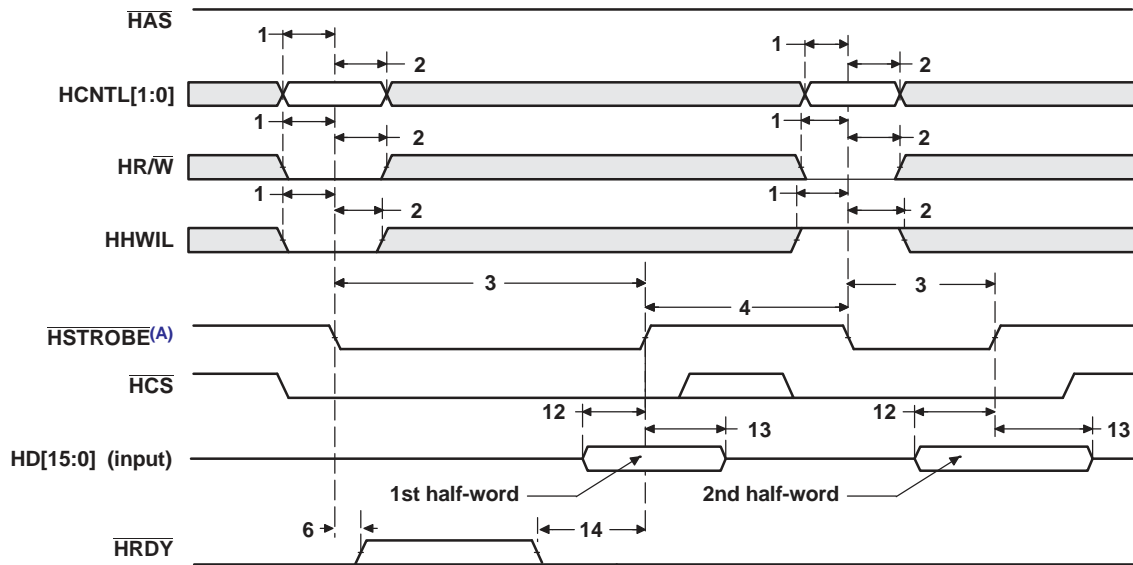 HAS
1
1
2
2
HCNTL[1:0]
1
1
2
2
HR/W
1
1
2
2
HHWIL
3
3
4
HSTROBE(A)
HCS
12
12
13
13
HD[15:0] (input)
1st half-word
2nd half-word
6
14
HRDY